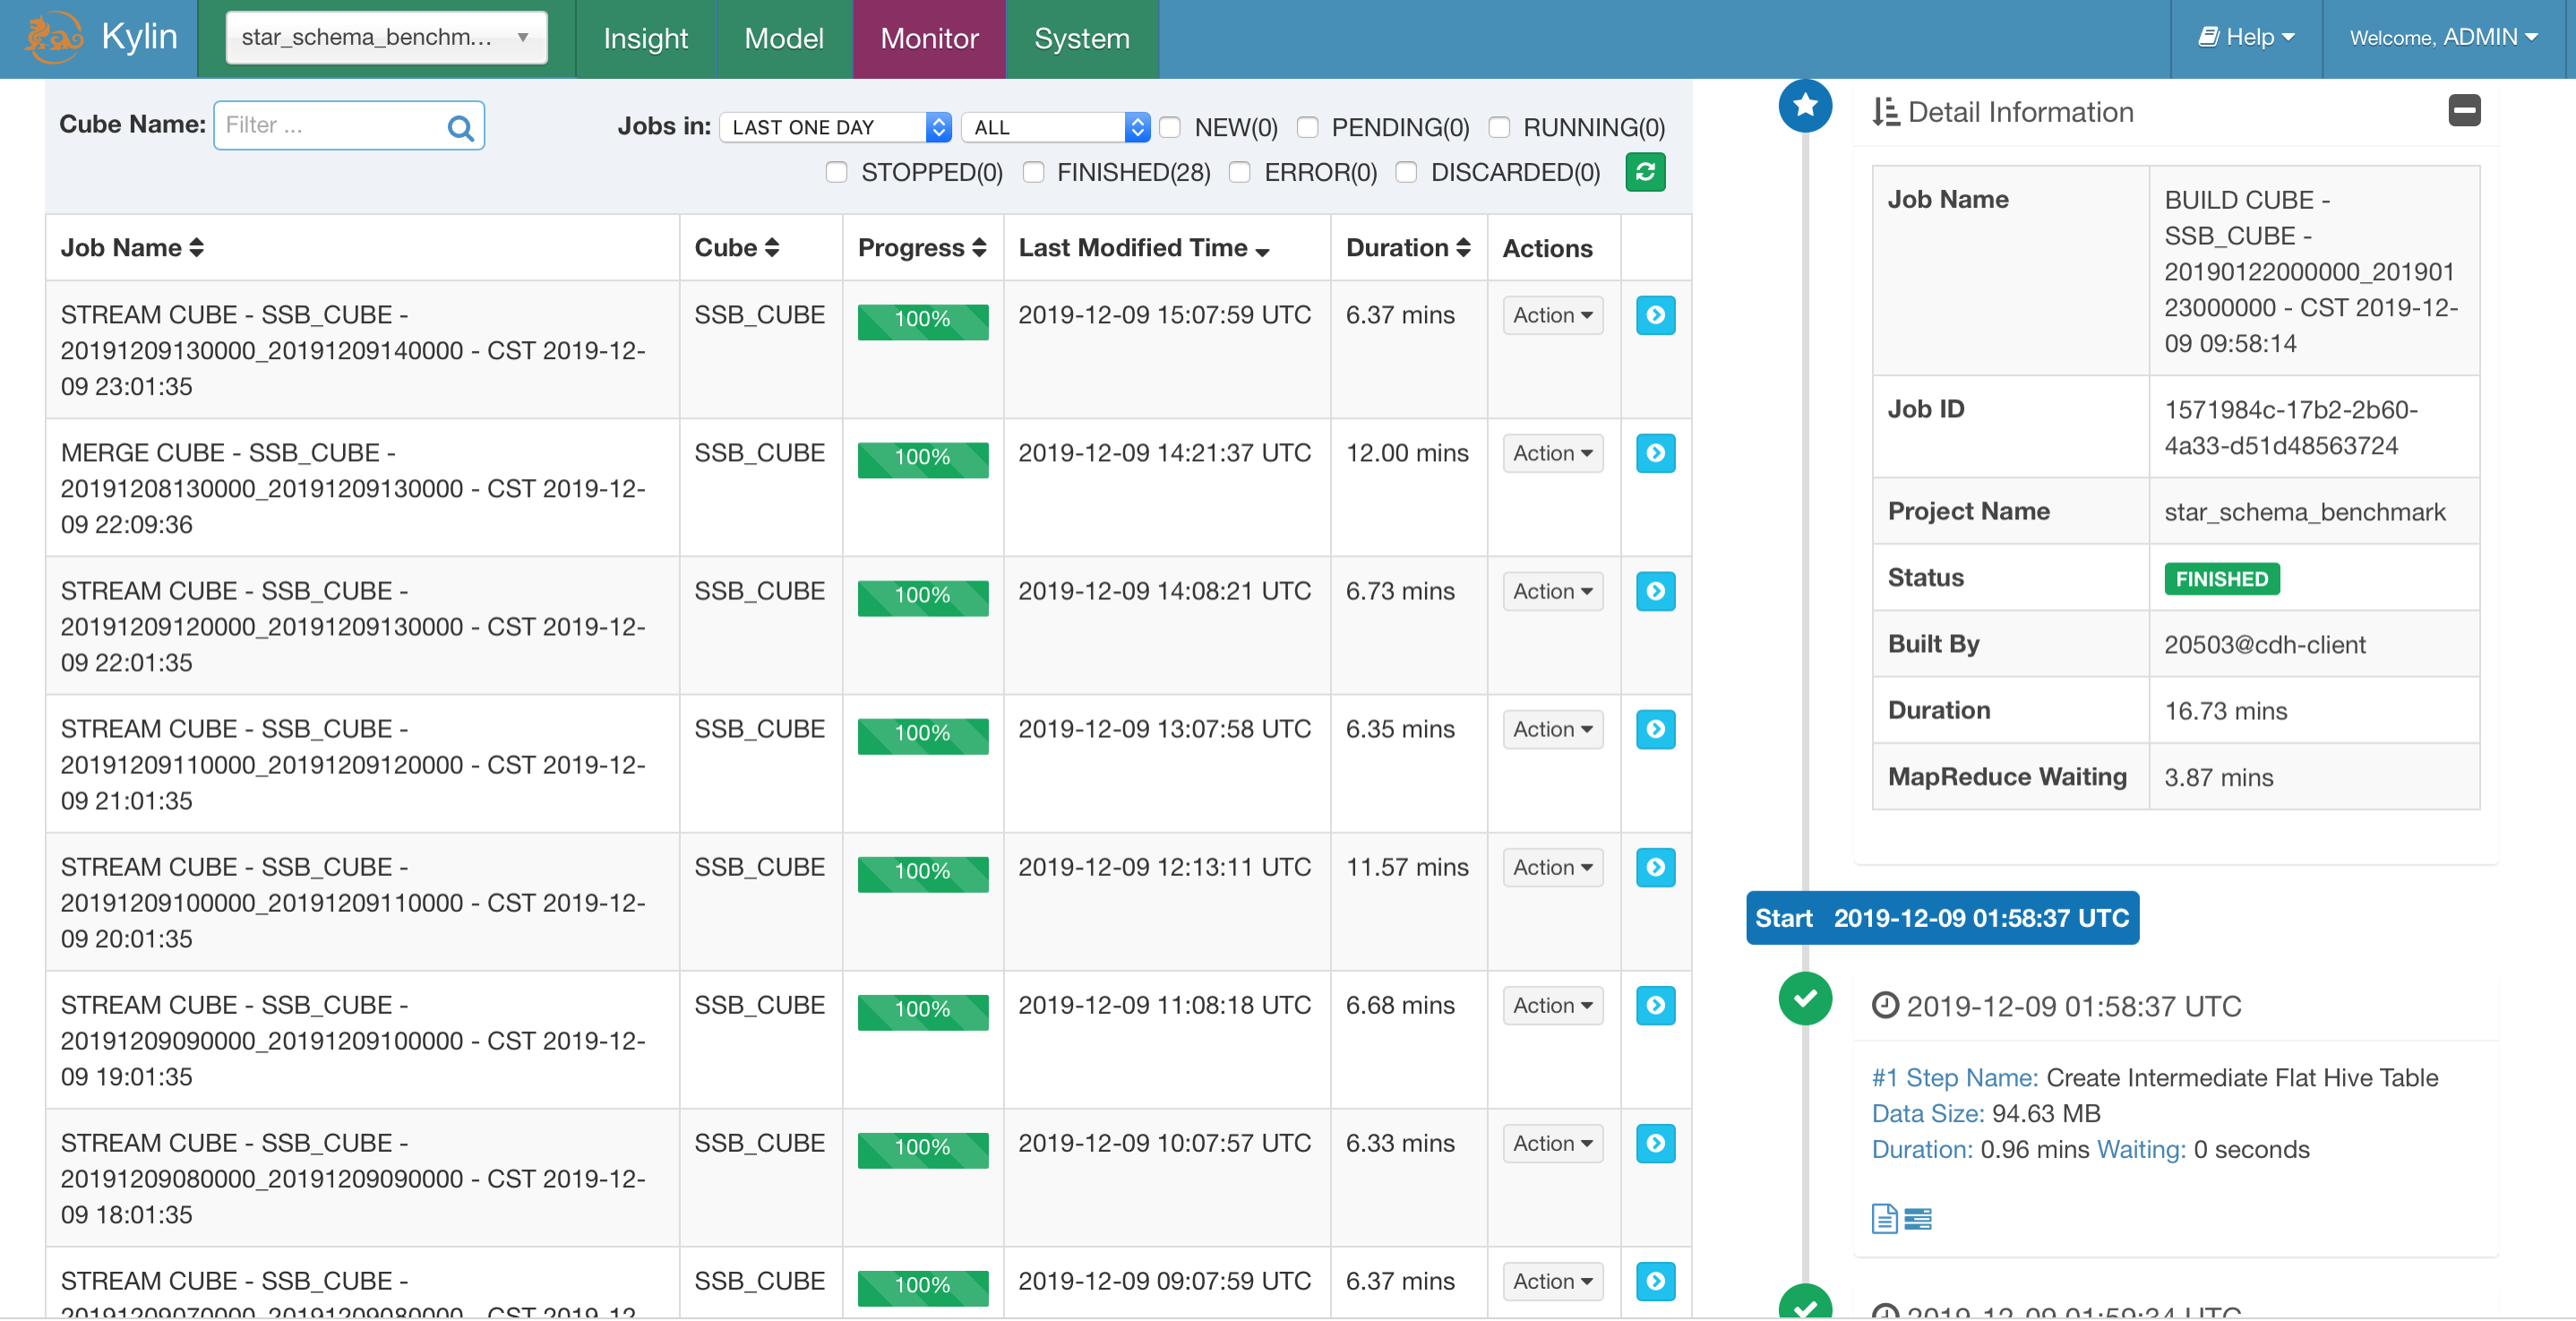 Kylin
star_schema_benchm...
Insight
Model
Monitor
System
Help
Welcome, ADMIN
Cube Name:
Filter ...
Jobs in:
LAST ONE DAY
ALL
NEW(0)
PENDING(0)
RUNNING(0)
STOPPED(0)
FINISHED(28)
ERROR(0)
DISCARDED(0)
Job Name
Cube
Progress
Last Modified Time
Duration
Actions
STREAM CUBE - SSB_CUBE -
20191209130000_20191209140000 - CST 2019-12-
09 23:01:35
SSB_CUBE
100%
2019-12-09 15:07:59 UTC
6.37 mins
Action
MERGE CUBE - SSB_CUBE -
20191208130000_20191209130000 - CST 2019-12-
09 22:09:36
SSB_CUBE
100%
2019-12-09 14:21:37 UTC
12.00 mins
Action
STREAM CUBE - SSB_CUBE -
20191209120000_20191209130000 - CST 2019-12-
09 22:01:35
SSB_CUBE
100%
2019-12-09 14:08:21 UTC
6.73 mins
Action
STREAM CUBE - SSB_CUBE -
20191209110000_20191209120000 - CST 2019-12-
09 21:01:35
SSB_CUBE
100%
2019-12-09 13:07:58 UTC
6.35 mins
Action
STREAM CUBE - SSB_CUBE -
20191209100000_20191209110000 - CST 2019-12-
09 20:01:35
SSB_CUBE
100%
2019-12-09 12:13:11 UTC
11.57 mins
Action
STREAM CUBE - SSB_CUBE -
20191209090000_20191209100000 - CST 2019-12-
09 19:01:35
SSB_CUBE
100%
2019-12-09 11:08:18 UTC
6.68 mins
Action
STREAM CUBE - SSB_CUBE -
20191209080000_20191209090000 - CST 2019-12-
09 18:01:35
SSB_CUBE
100%
2019-12-09 10:07:57 UTC
6.33 mins
Action
STREAM CUBE - SSB_CUBE -
20191209070000_20191209080000 - CST 2019-12-
SSB_CUBE
100%
2019-12-09 09:07:59 UTC
6.37 mins
Action
Detail Information
Job Name
BUILD CUBE -
SSB_CUBE -
20190122000000_201901
23000000 - CST 2019-12-
09 09:58:14
Job ID
1571984c-17b2-2b60-
4a33-d51d48563724
Project Name
star_schema_benchmark
Status
FINISHED
Built By
20503@cdh-client
Duration
16.73 mins
MapReduce Waiting
3.87 mins
Start 2019-12-09 01:58:37 UTC
2019-12-09 01:58:37 UTC
#1 Step Name: Create Intermediate Flat Hive Table
Data Size: 94.63 MB
Duration: 0.96 mins Waiting: 0 seconds
2019-12-09 01:59:34 UTC